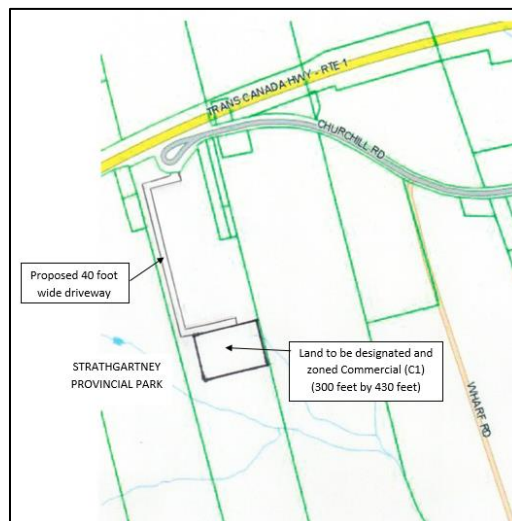 TRANS CANADA HWY - RTE 1
CHURCHILL RD
Proposed 40 foot
wide driveway
Land to be designated and
zoned Commercial (C1)
(300 feet by 430 feet)
STRATHGARTNEY
PROVINCIAL PARK
WHARF RD